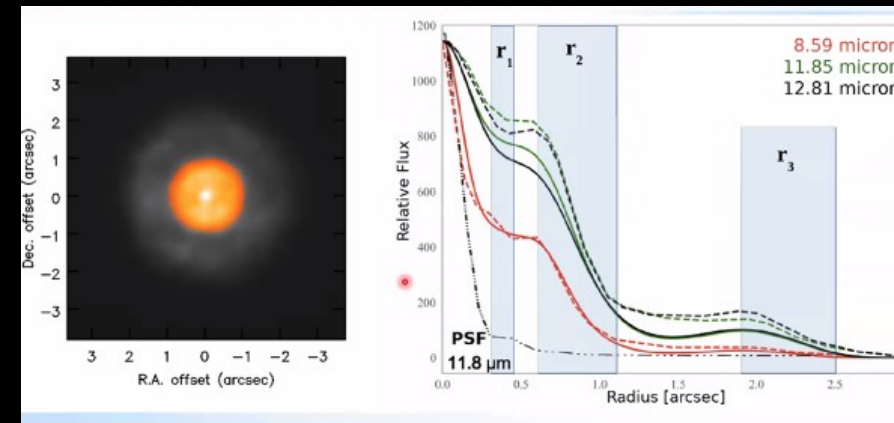 3
2
1
0
−1
−2
−3
Dec. offset (arcsec)
3 2 1 0 −1 −2 −3
R.A. offset (arcsec)
1200
1000
800
600
400
200
0
Relative Flux
r1
r2
r3
8.59 micron
11.85 micron
12.81 micron
PSF
11.8 μm
0.0 0.5 1.0 1.5 2.0 2.5
Radius [arcsec]